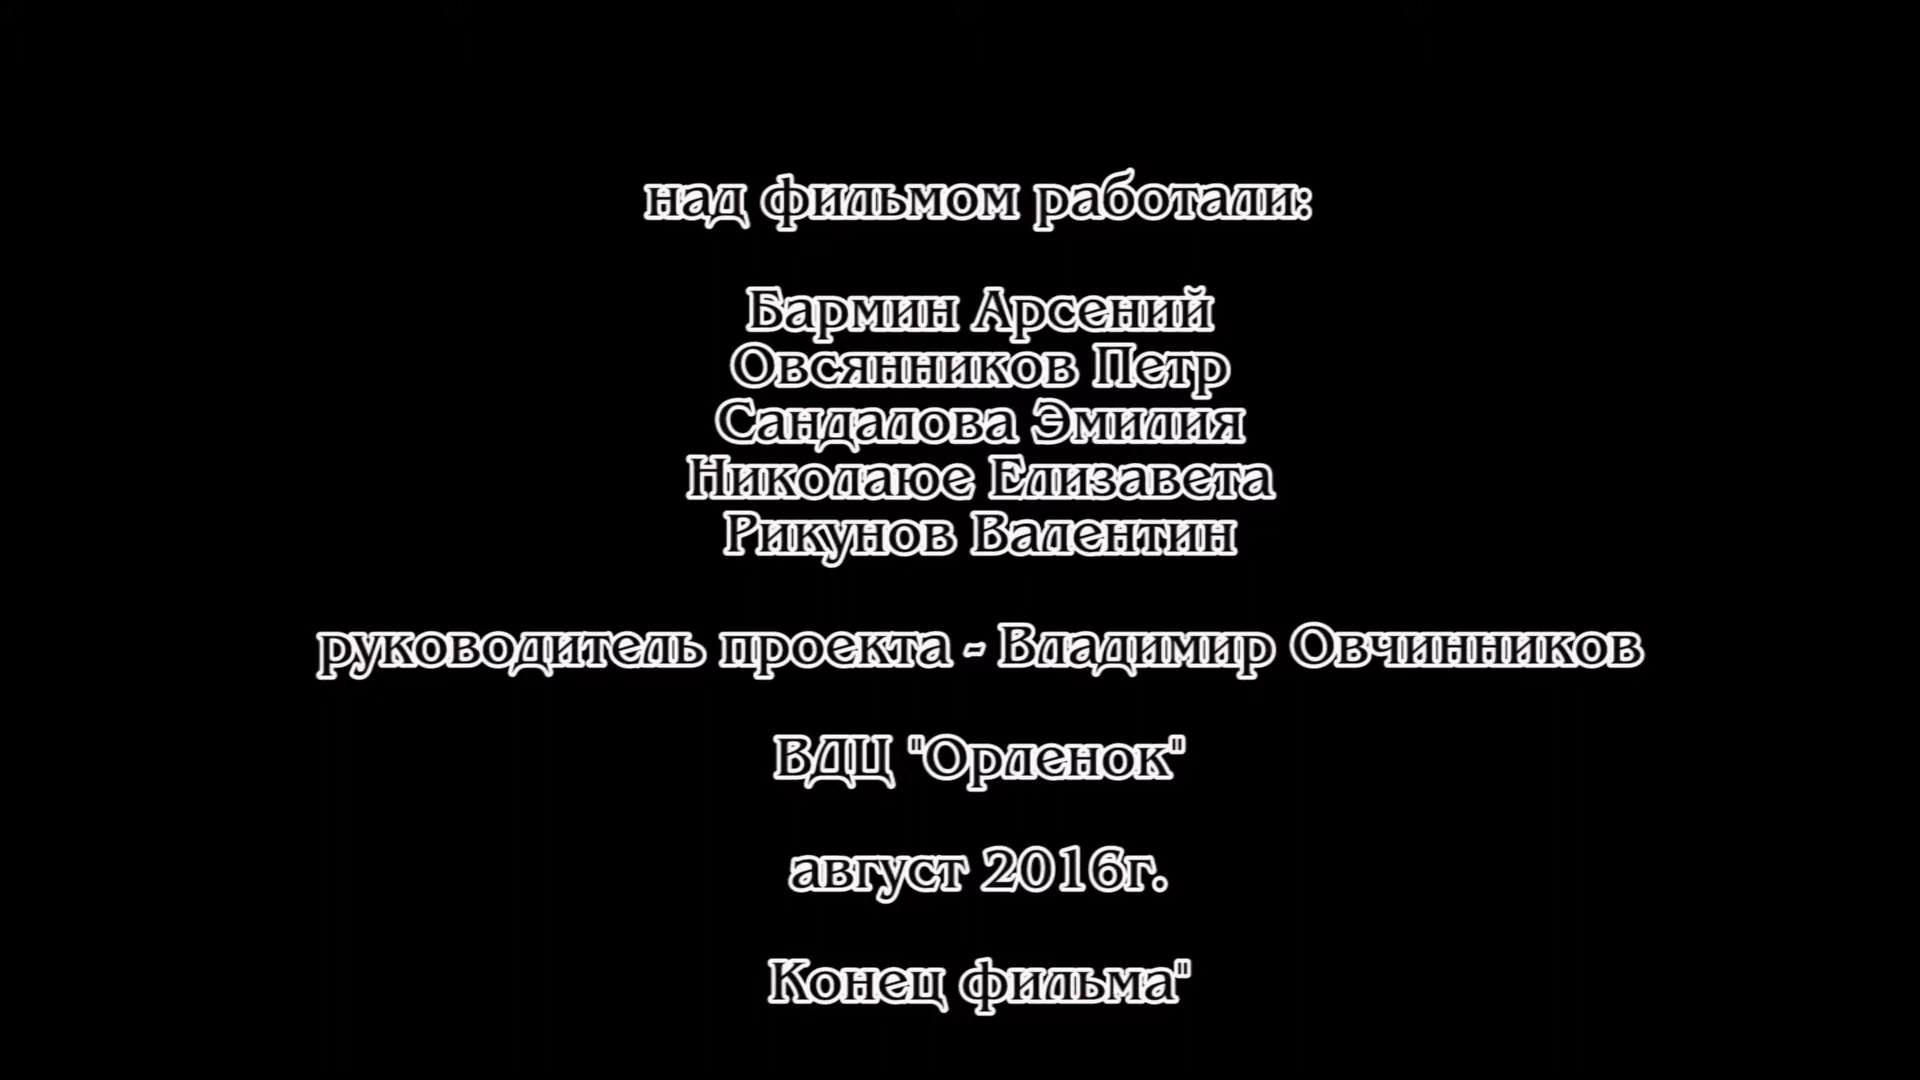 над фильмом работали:
Бармин Арсений
Овсянников Петр
Сандалова Эмилия
Николаюе Елизавета
Рикунов Валентин
руководитель проекта - Владимир Овчинников
ВДЦ "Орленок"
август 2016г.
Конец фильма"